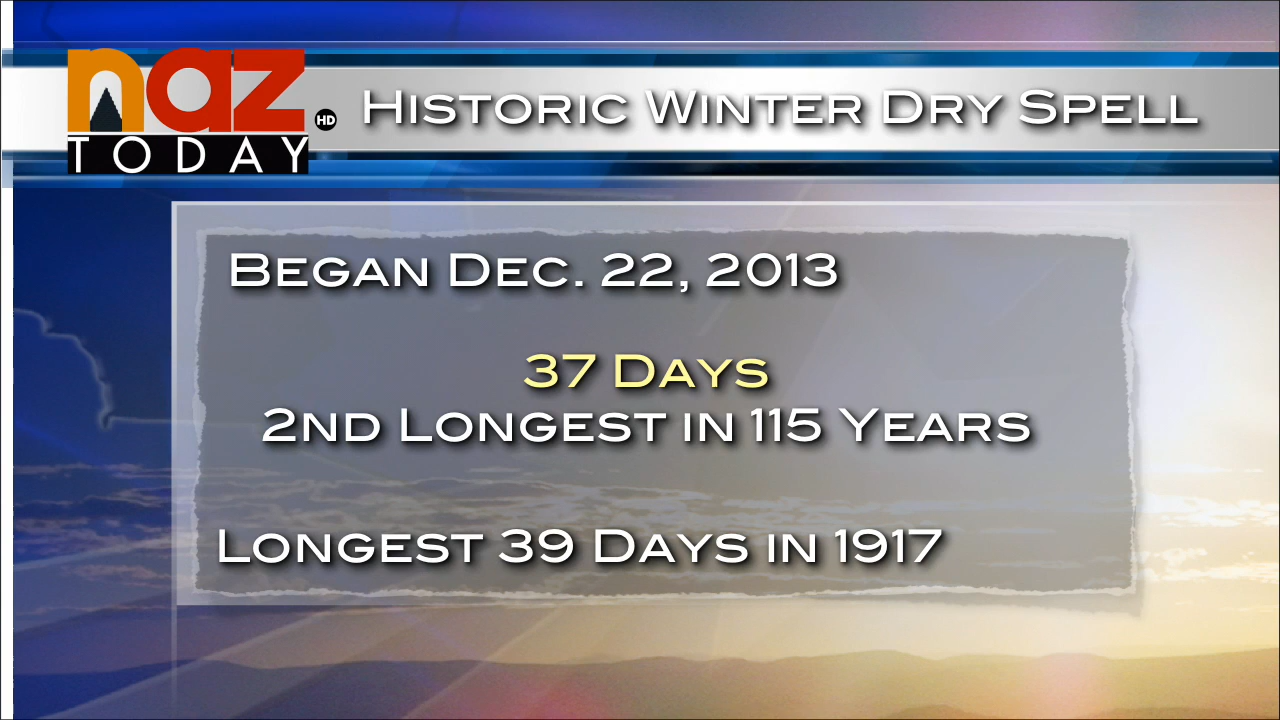 naz
TODAY
HD
Historic Winter Dry Spell
Began Dec. 22, 2013
37 Days
2nd Longest in 115 Years
Longest 39 Days in 1917